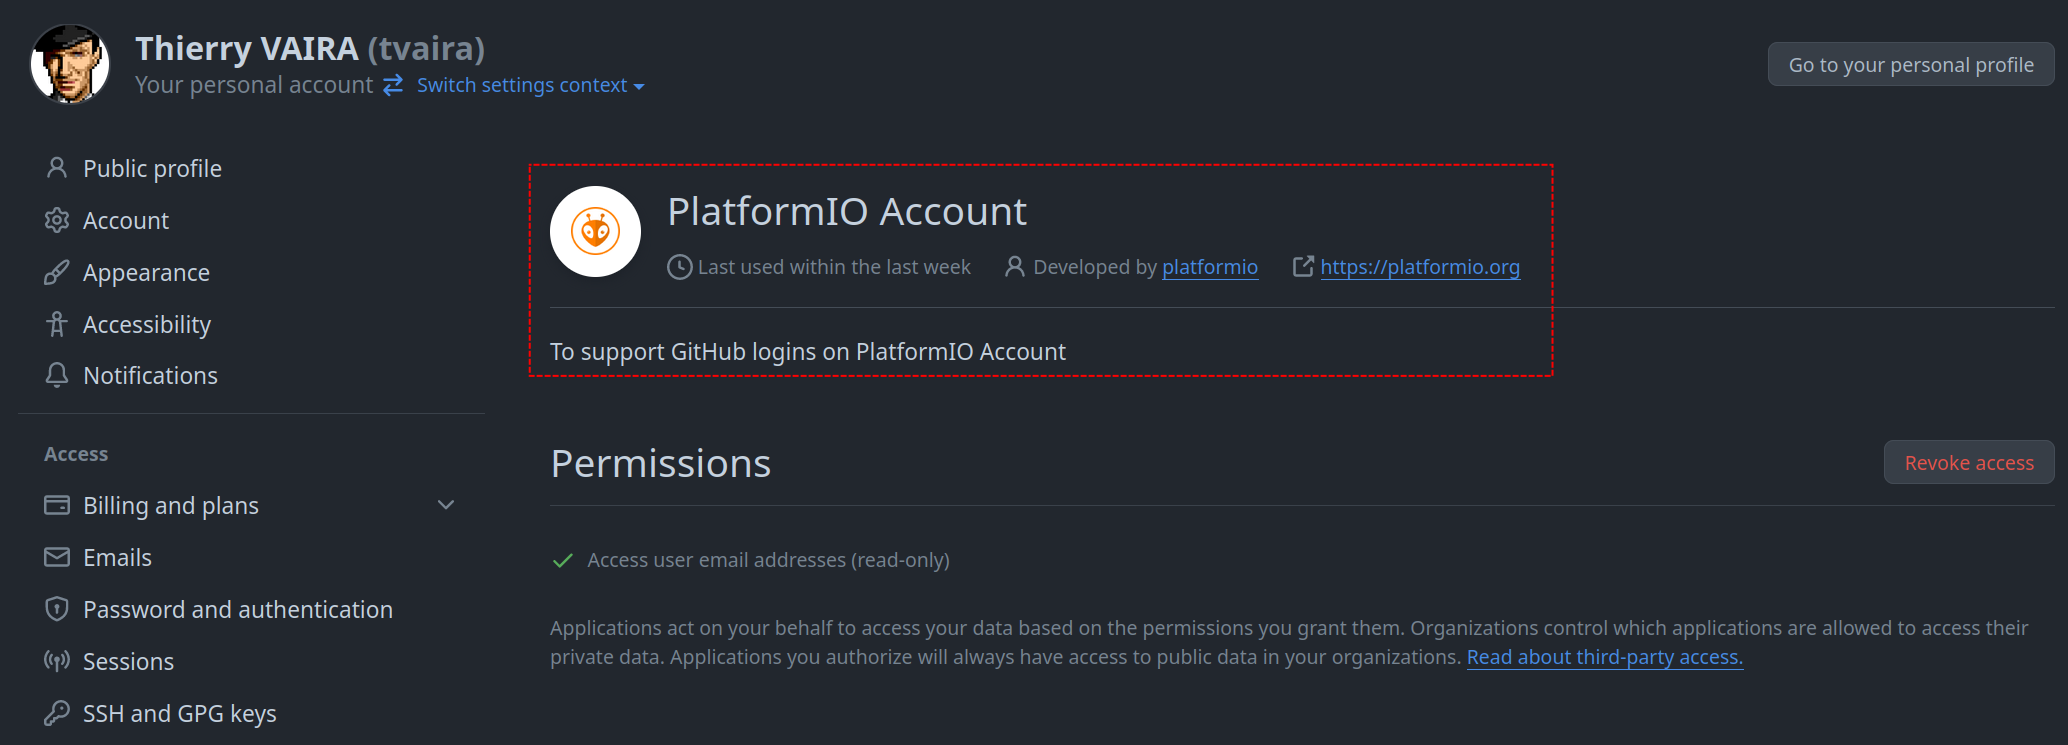 Thierry VAIRA (tvaira)
Your personal account Switch settings context
Go to your personal profile
Public profile
Account
Appearance
Accessibility
Notifications
Access
Billing and plans
Emails
Password and authentication
Sessions
SSH and GPG keys
PlatformIO Account
Last used within the last week Developed by platformio https://platformio.org
To support GitHub logins on PlatformIO Account
Permissions
Revoke access
Access user email addresses (read-only)
Applications act on your behalf to access your data based on the permissions you grant them. Organizations control which applications are allowed to access their
private data. Applications you authorize will always have access to public data in your organizations. Read about third-party access.